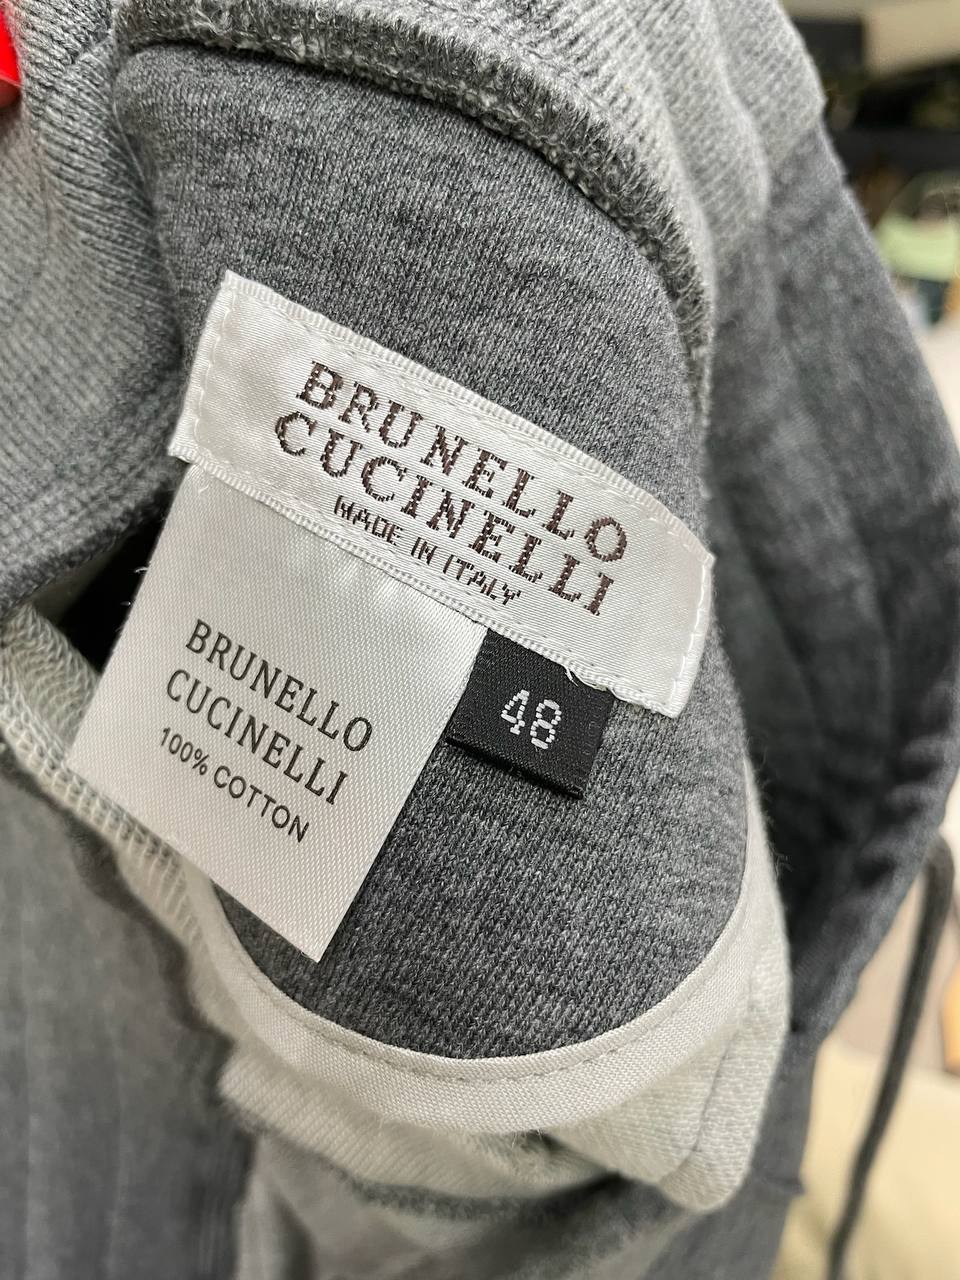 BRUNELLO
CUCINELLI
MADE IN ITALY
BRUNELLO
CUCINELLI
100% COTTON
48